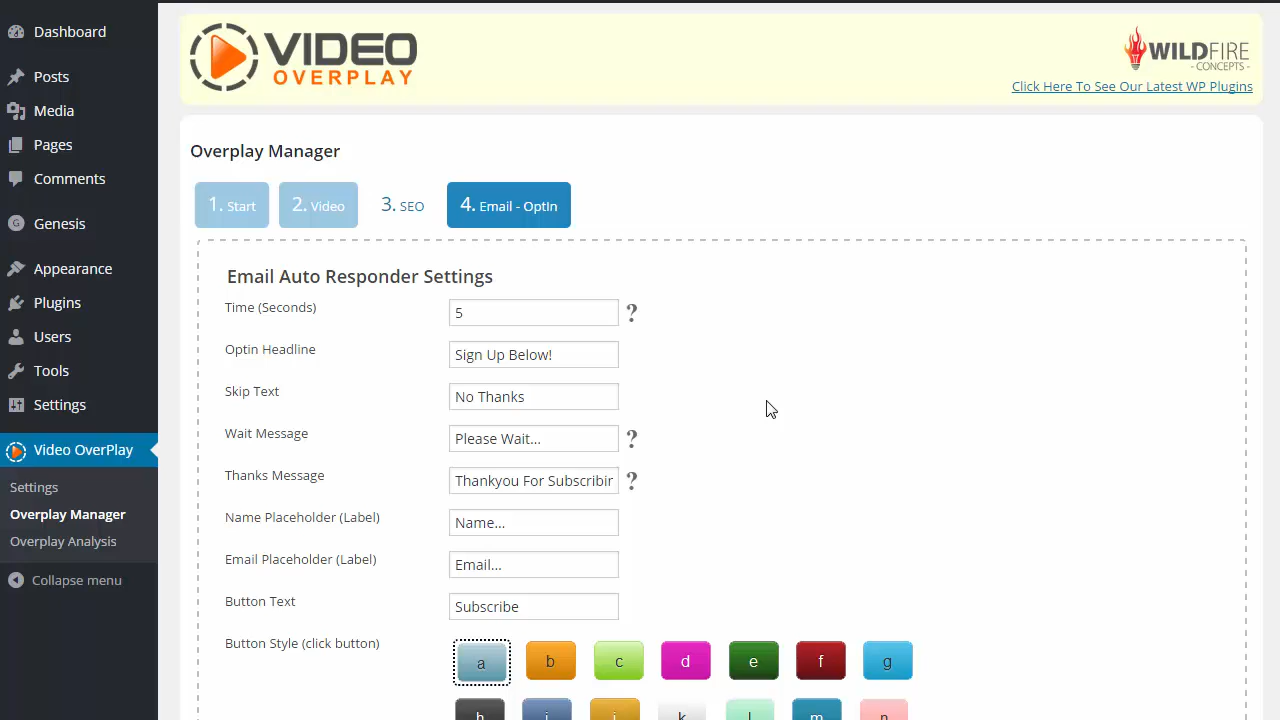 Dashboard
Posts
Media
Pages
Comments
Genesis
Appearance
Plugins
Users
Tools
Settings
Video OverPlay
Settings
Overplay Manager
Overplay Analysis
Collapse menu
VIDEO
OVERPLAY
WILDFIRE
- CONCEPTS -
Click Here To See Our Latest WP Plugins
Overplay Manager
1. Start
2. Video
3. SEO
4. Email - OptIn
Email Auto Responder Settings
Time (Seconds)
5
?
Optin Headline
Sign Up Below!
Skip Text
No Thanks
Wait Message
Please Wait...
?
Thanks Message
Thankyou For Subscribin
?
Name Placeholder (Label)
Name...
Email Placeholder (Label)
Email...
Button Text
Subscribe
Button Style (click button)
a b c d e f g
h i j k l m n